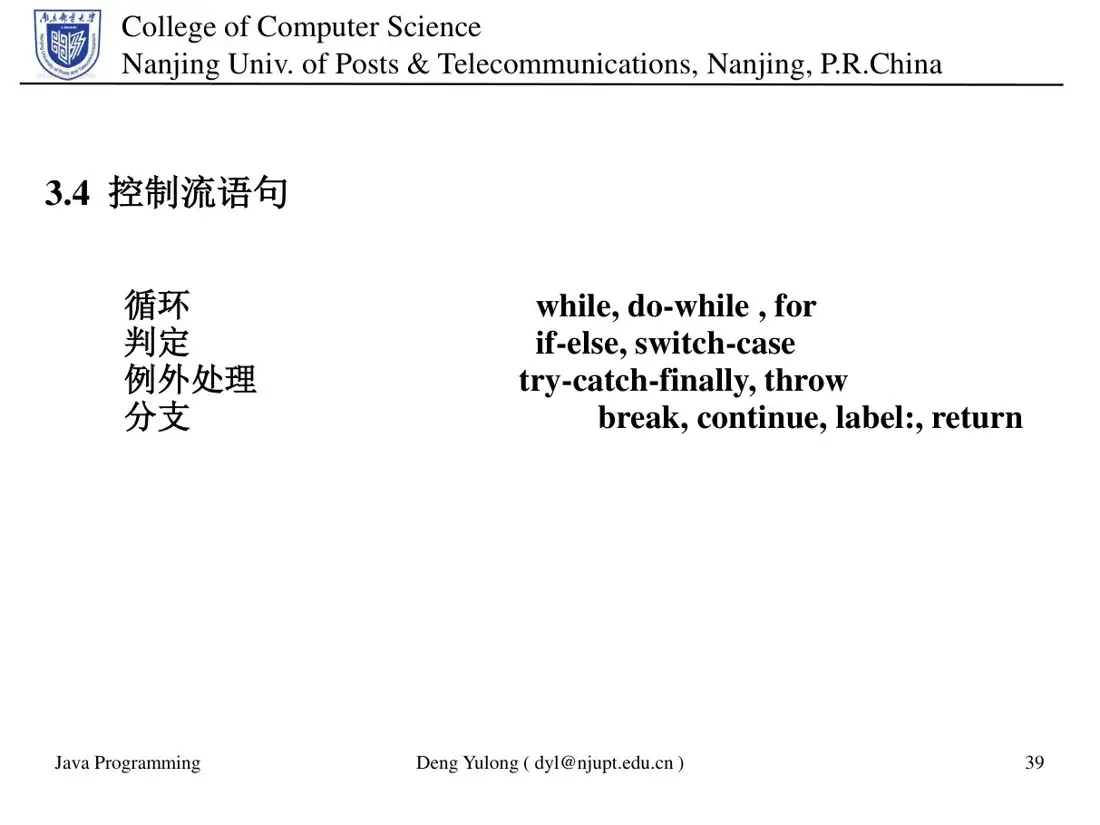 College of Computer Science
Nanjing Univ. of Posts & Telecommunications, Nanjing, P.R.China
3.4 控制流语句
循环 while, do-while , for
判定 if-else, switch-case
例外处理 try-catch-finally, throw
分支 break, continue, label:, return
Java Programming Deng Yulong ( dyl@njupt.edu.cn ) 39